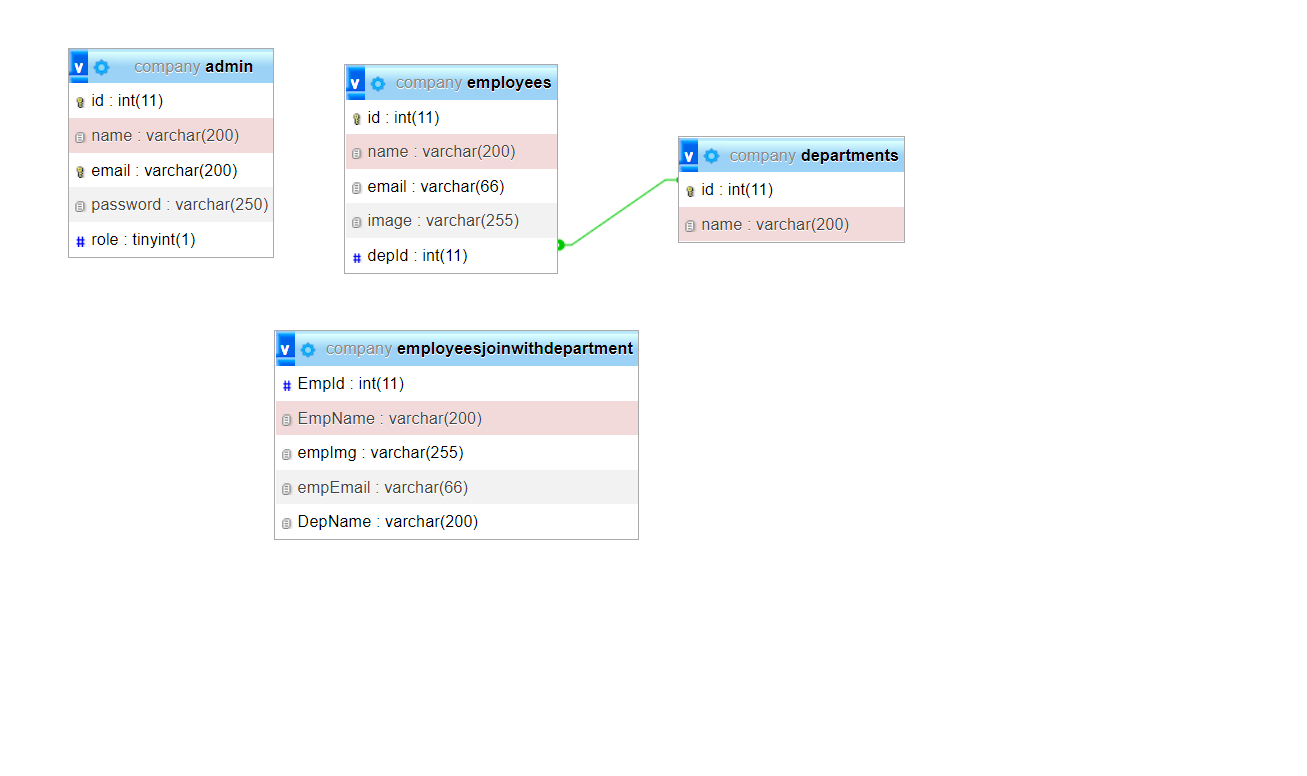 v company admin
id : int(11)
name : varchar(200)
email : varchar(200)
password : varchar(250)
# role : tinyint(1)
v company employees
id : int(11)
name : varchar(200)
email : varchar(66)
image : varchar(255)
# depId : int(11)
v company departments
id : int(11)
name : varchar(200)
v company employeesjoinwithdepartment
# EmpId : int(11)
EmpName : varchar(200)
empImg : varchar(255)
empEmail : varchar(66)
DepName : varchar(200)